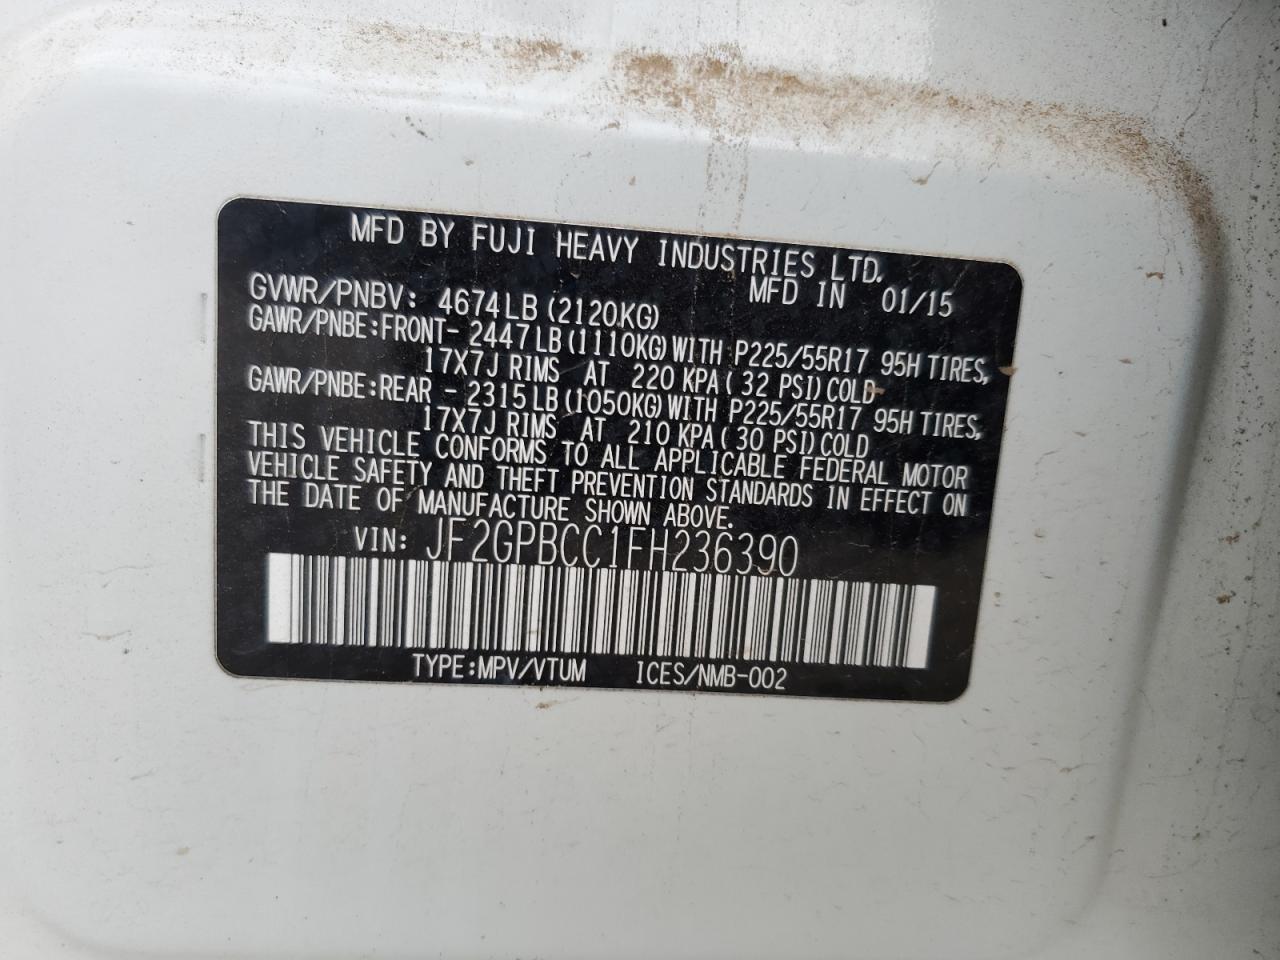 MFD BY FUJI HEAVY INDUSTRIES LTD.
MFD IN 01/15
GVWR/PNBV: 4674LB (2120KG)
GAWR/PNBE:FRONT- 2447LB (1110KG) WITH P225/55R17 95H TIRES,
17X7J RIMS AT 220 KPA ( 32 PSI) COLD
GAWR/PNBE:REAR - 2315LB (1050KG) WITH P225/55R17 95H TIRES,
17X7J RIMS AT 210 KPA ( 30 PSI) COLD
THIS VEHICLE CONFORMS TO ALL APPLICABLE FEDERAL MOTOR
VEHICLE SAFETY AND THEFT PREVENTION STANDARDS IN EFFECT ON
THE DATE OF MANUFACTURE SHOWN ABOVE.
VIN: JF2GPBCC1FH236390
TYPE:MPV/VTUM ICES/NMB-002